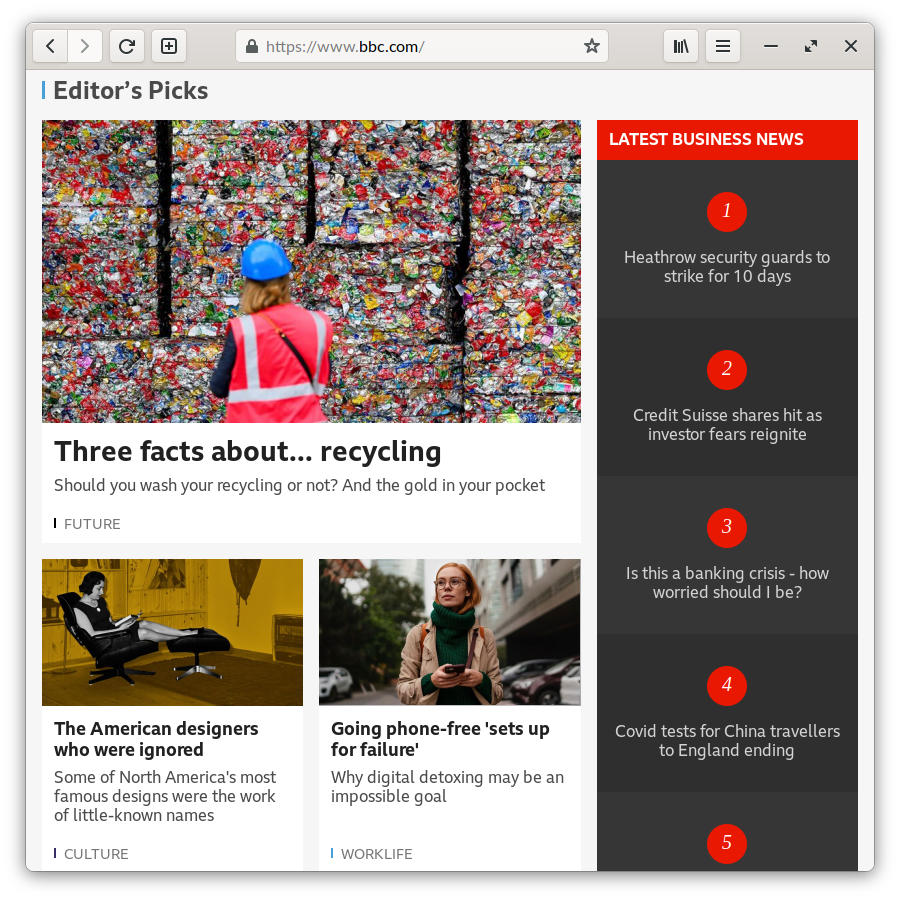 https://www.bbc.com/
Editor’s Picks
Three facts about... recycling
Should you wash your recycling or not? And the gold in your pocket
FUTURE
The American designers
who were ignored
Some of North America's most
famous designs were the work
of little-known names
CULTURE
Going phone-free 'sets up
for failure'
Why digital detoxing may be an
impossible goal
WORKLIFE
LATEST BUSINESS NEWS
1
Heathrow security guards to
strike for 10 days
2
Credit Suisse shares hit as
investor fears reignite
3
Is this a banking crisis - how
worried should I be?
4
Covid tests for China travellers
to England ending
5